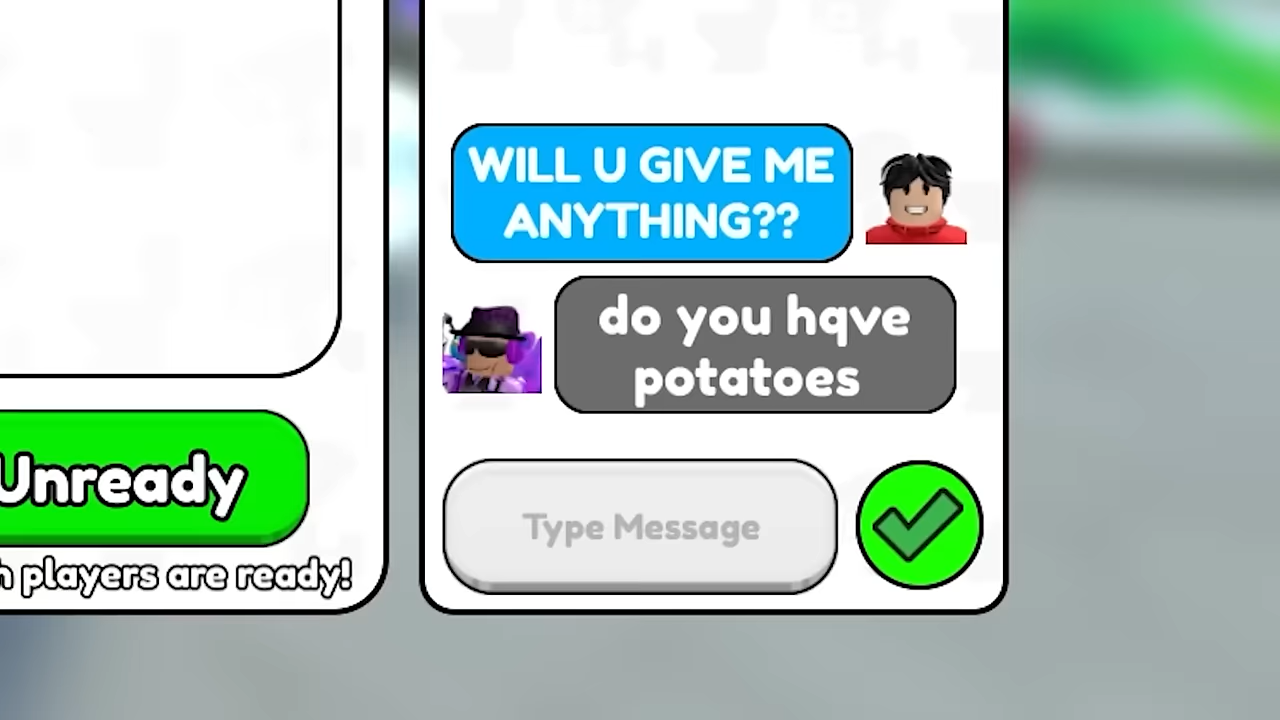 WILL U GIVE ME
ANYTHING??
do you hqve
potatoes
Type Message
Unready
players are ready!